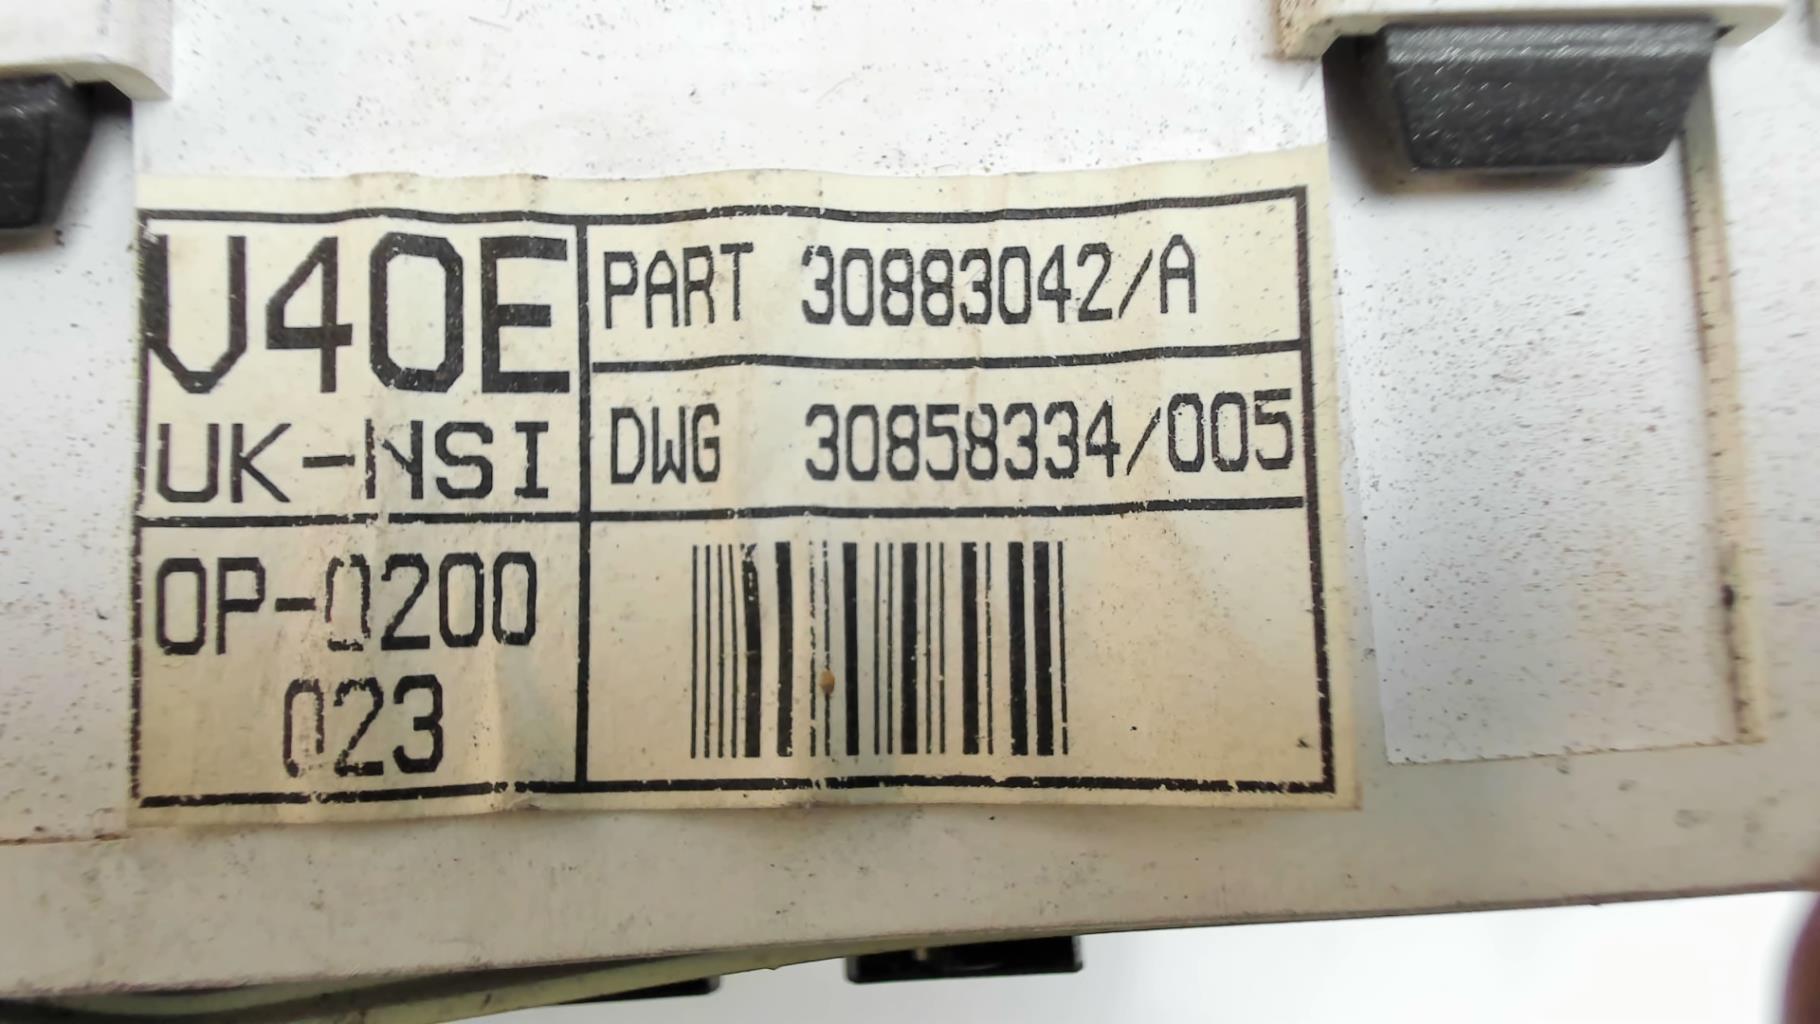 V40E
UK-NSI
OP-0200
023
PART 30883042/A
DWG 30858334/005